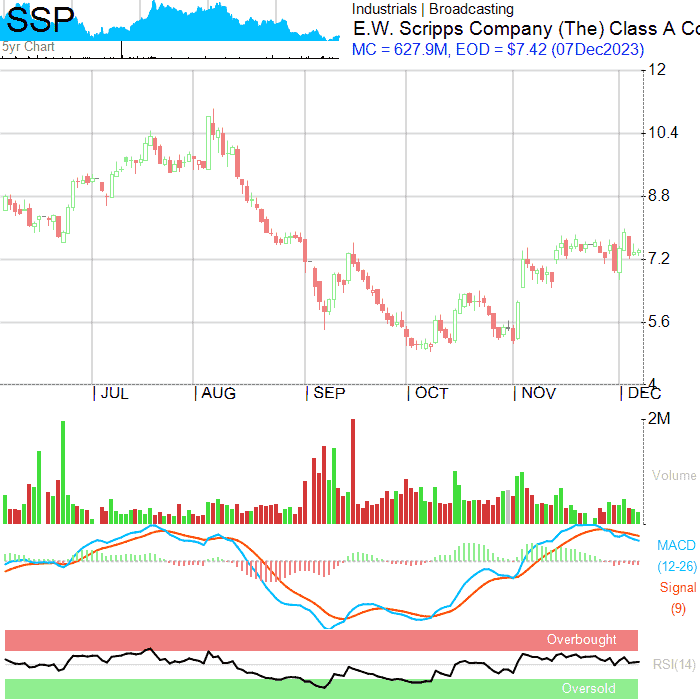 SSP
5yr Chart
Industrials | Broadcasting
E.W. Scripps Company (The) Class A Co
MC = 627.9M, EOD = $7.42 (07Dec2023)
12
10.4
8.8
7.2
5.6
4
JUL
AUG
SEP
OCT
NOV
DEC
2M
Volume
MACD
(12-26)
Signal
(9)
Overbought
RSI(14)
Oversold